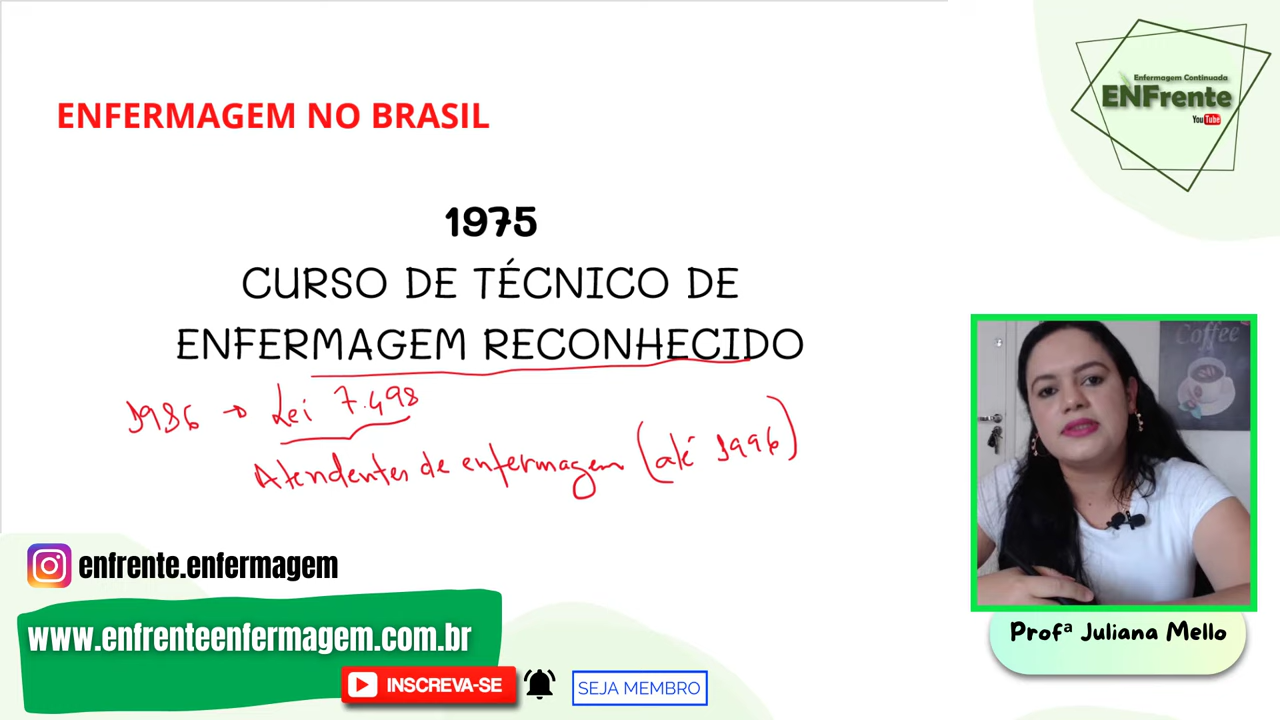 Enfermagem Continuada
ENFrente
YouTube
ENFERMAGEM NO BRASIL
1975
CURSO DE TÉCNICO DE
ENFERMAGEM RECONHECIDO
1986 → Lei 7.498
Atendentes de enfermagem (até 1996)
Coffee
enfrente.enfermagem
www.enfrenteenfermagem.com.br
INSCREVA-SE
SEJA MEMBRO
Profª Juliana Mello